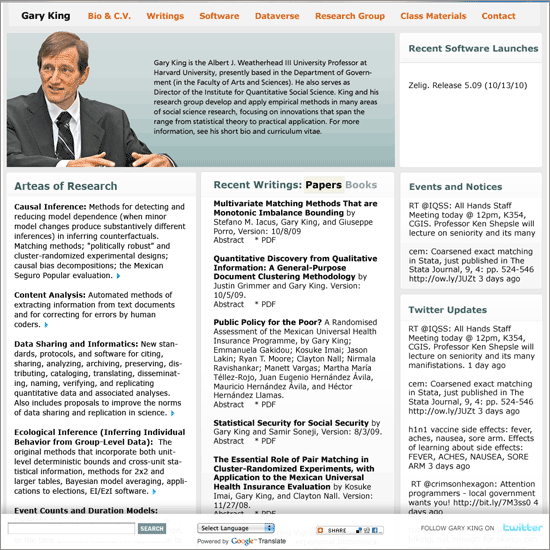 Gary King Bio & C.V. Writings Software Dataverse Research Group Class Materials Contact
Gary King is the Albert J. Weatherhead III University Professor at
Harvard University, presently based in the Department of Govern-
ment (in the Faculty of Arts and Sciences). He also serves as
Director of the Institute for Quantitative Social Science. King and his
research group develop and apply empirical methods in many areas
of social science research, focusing on innovations that span the
range from statistical theory to practical application. For more
information, see his short bio and curriculum vitae.
Recent Software Launches
Zelig. Release 5.09 (10/13/10)
Areas of Research
Causal Inference: Methods for detecting and
reducing model dependence (when minor
model changes produce substantively different
inferences) in inferring counterfactuals.
Matching methods; "politically robust" and
cluster-randomized experimental designs;
causal bias decompositions; the Mexican
Seguro Popular evaluation.
Content Analysis: Automated methods of
extracting information from text documents
and for correcting for errors by human
coders.
Data Sharing and Informatics: New stan-
dards, protocols, and software for citing,
sharing, analyzing, archiving, preserving, dis-
tributing, cataloging, translating, disseminat-
ing, naming, verifying, and replicating
quantitative data and associated analyses.
Also includes proposals to improve the norms
of data sharing and replication in science.
Ecological Inference (Inferring Individual
Behavior from Group-Level Data): The
original methods that incorporate both unit-
level deterministic bounds and cross-unit sta-
tistical information, methods for 2x2 and
larger tables, Bayesian model averaging, appli-
cations to elections, EI/EzI software.
Event Counts and Duration Models:
Recent Writings: Papers Books
Multivariate Matching Methods That are
Monotonic Imbalance Bounding by
Stefano M. Iacus, Gary King, and Giuseppe
Porro, Version: 10/8/09
Abstract * PDF
Quantitative Discovery from Qualitative
Information: A General-Purpose
Document Clustering Methodology by
Justin Grimmer and Gary King. Version:
10/5/09.
Abstract * PDF
Public Policy for the Poor? A Randomised
Assessment of the Mexican Universal Health
Insurance Programme, by Gary King;
Emmanuela Gakidou; Kosuke Imai; Jason
Lakin; Ryan T. Moore; Clayton Nall; Nirmala
Ravishankar; Manett Vargas; Martha María
Téllez-Rojo, Juan Eugenio Hernández Ávila,
Mauricio Hernández Ávila, and Héctor
Hernández Llamas.
Abstract * PDF
Statistical Security for Social Security by
Gary King and Samir Soneji, Version: 8/3/09.
Abstract * PDF
The Essential Role of Pair Matching in
Cluster-Randomized Experiments, with
Application to the Mexican Universal
Health Insurance Evaluation by Kosuke
Imai, Gary King, and Clayton Nall. Version:
11/27/08.
Events and Notices
RT @IQSS: All Hands Staff
Meeting today @ 12pm, K354,
CGIS. Professor Ken Shepsle will
lecture on seniority and its many
cem: Coarsened exact matching
in Stata, just published in The
Stata Journal, 9, 4: pp. 524-546
http://ow.ly/JUZt 3 days ago
Twitter Updates
RT @IQSS: All Hands Staff
Meeting today @ 12pm, K354,
CGIS. Professor Ken Shepsle will
lecture on seniority and its many
manifistations. 1 day ago
cem: Coarsened exact matching
in Stata, just published in The
Stata Journal, 9, 4: pp. 524-546
http://ow.ly/JUZt 3 days ago
h1n1 vaccine side effects: fever,
aches, nausea, sore arm. Effects
of learning about side effects:
FEVER, ACHES, NAUSEA, SORE
ARM 3 days ago
RT @crimsonhexagon: Attention
programmers - local government
wants you! http://bit.ly/7M3ss0 4
days ago
SEARCH
Select Language
Powered by Google Translate
SHARE
FOLLOW GARY KING ON twitter